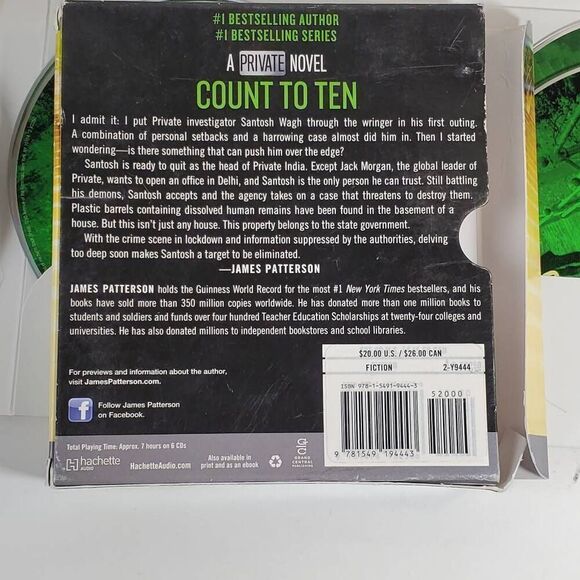 #1 BESTSELLING AUTHOR
#1 BESTSELLING SERIES
A PRIVATE NOVEL
COUNT TO TEN
I admit it: I put Private investigator Santosh Wagh through the wringer in his first outing.
A combination of personal setbacks and a harrowing case almost did him in. Then I started
wondering—is there something that can push him over the edge?
Santosh is ready to quit as the head of Private India. Except Jack Morgan, the global leader of
Private, wants to open an office in Delhi, and Santosh is the only person he can trust. Still battling
his demons, Santosh accepts and the agency takes on a case that threatens to destroy them.
Plastic barrels containing dissolved human remains have been found in the basement of a
house. But this isn't just any house. This property belongs to the state government.
With the crime scene in lockdown and information suppressed by the authorities, delving
too deep soon makes Santosh a target to be eliminated.
—JAMES PATTERSON
JAMES PATTERSON holds the Guinness World Record for the most #1 New York Times bestsellers, and his
books have sold more than 350 million copies worldwide. He has donated more than one million books to
students and soldiers and funds over four hundred Teacher Education Scholarships at twenty-four colleges and
universities. He has also donated millions to independent bookstores and school libraries.
$20.00 U.S. / $26.00 CAN
FICTION 2-Y9444
ISBN 978-1-5491-9444-3
52000
9 781549 194443
For previews and information about the author,
visit JamesPatterson.com.
f Follow James Patterson
on Facebook.
Total Playing Time: Approx. 7 hours on 6 CDs
hachette
AUDIO
HachetteAudio.com
Also available in
print and as an ebook
GRAND
CENTRAL
PUBLISHING